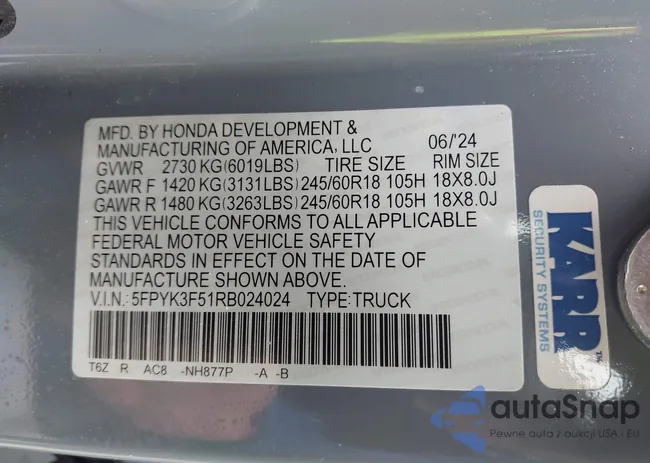 MFD. BY HONDA DEVELOPMENT &
MANUFACTURING OF AMERICA, LLC 06/'24
GVWR 2730 KG(6019LBS) TIRE SIZE RIM SIZE
GAWR F 1420 KG(3131LBS) 245/60R18 105H 18X8.0J
GAWR R 1480 KG(3263LBS) 245/60R18 105H 18X8.0J
THIS VEHICLE CONFORMS TO ALL APPLICABLE
FEDERAL MOTOR VEHICLE SAFETY
STANDARDS IN EFFECT ON THE DATE OF
MANUFACTURE SHOWN ABOVE.
V.I.N.: 5FPYK3F51RB024024 TYPE:TRUCK
T6Z R AC8 -NH877P -A -B
KARR
SECURITY SYSTEMS
TM
autaSnap
Pewne auta z aukcji USA - EU